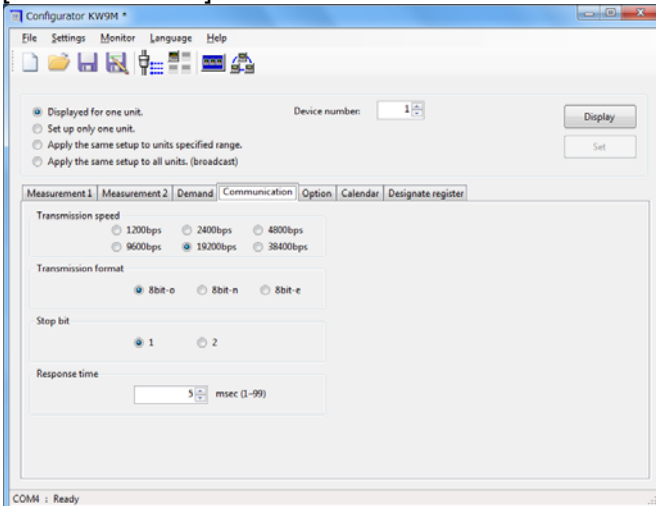 Configurator KW9M *
File Settings Monitor Language Help
Displayed for one unit. Device number: 1 Display
Set up only one unit.
Apply the same setup to units specified range. Set
Apply the same setup to all units. (broadcast)
Measurement 1 Measurement 2 Demand Communication Option Calendar Designate register
Transmission speed
1200bps 2400bps 4800bps
9600bps 19200bps 38400bps
Transmission format
8bit-o 8bit-n 8bit-e
Stop bit
1 2
Response time
5 msec (1-99)
COM4 : Ready